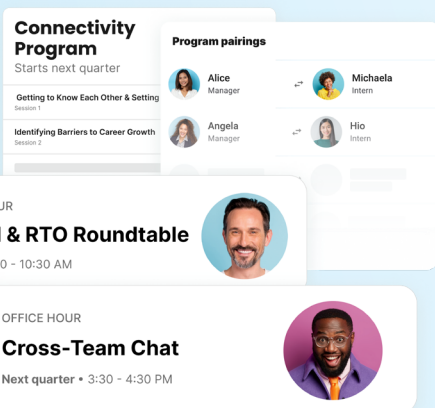 Connectivity
Program
Starts next quarter
Getting to Know Each Other & Setting
Session 1
Identifying Barriers to Career Growth
Session 2
Program pairings
Alice
Manager
Michaela
Intern
Angela
Manager
Hio
Intern
UR
& RTO Roundtable
0 - 10:30 AM
OFFICE HOUR
Cross-Team Chat
Next quarter • 3:30 - 4:30 PM